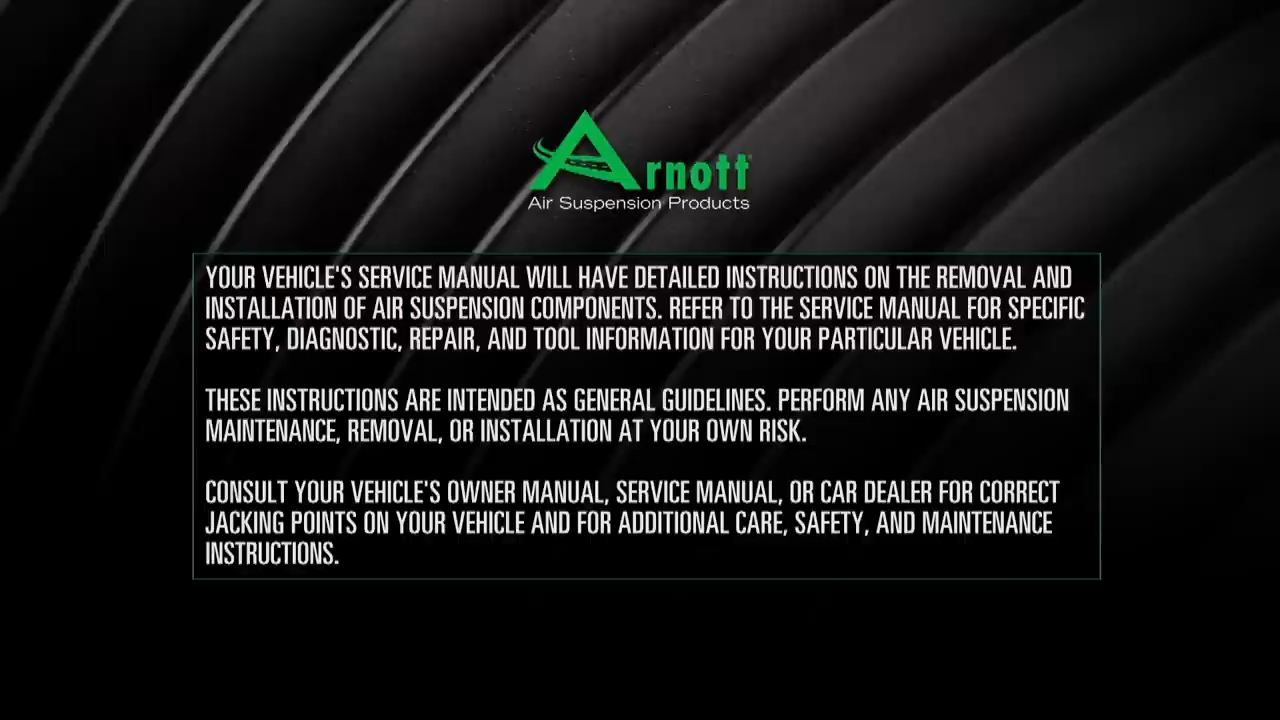 Arnott
Air Suspension Products
YOUR VEHICLE'S SERVICE MANUAL WILL HAVE DETAILED INSTRUCTIONS ON THE REMOVAL AND
INSTALLATION OF AIR SUSPENSION COMPONENTS. REFER TO THE SERVICE MANUAL FOR SPECIFIC
SAFETY, DIAGNOSTIC, REPAIR, AND TOOL INFORMATION FOR YOUR PARTICULAR VEHICLE.
THESE INSTRUCTIONS ARE INTENDED AS GENERAL GUIDELINES. PERFORM ANY AIR SUSPENSION
MAINTENANCE, REMOVAL, OR INSTALLATION AT YOUR OWN RISK.
CONSULT YOUR VEHICLE'S OWNER MANUAL, SERVICE MANUAL, OR CAR DEALER FOR CORRECT
JACKING POINTS ON YOUR VEHICLE AND FOR ADDITIONAL CARE, SAFETY, AND MAINTENANCE
INSTRUCTIONS.